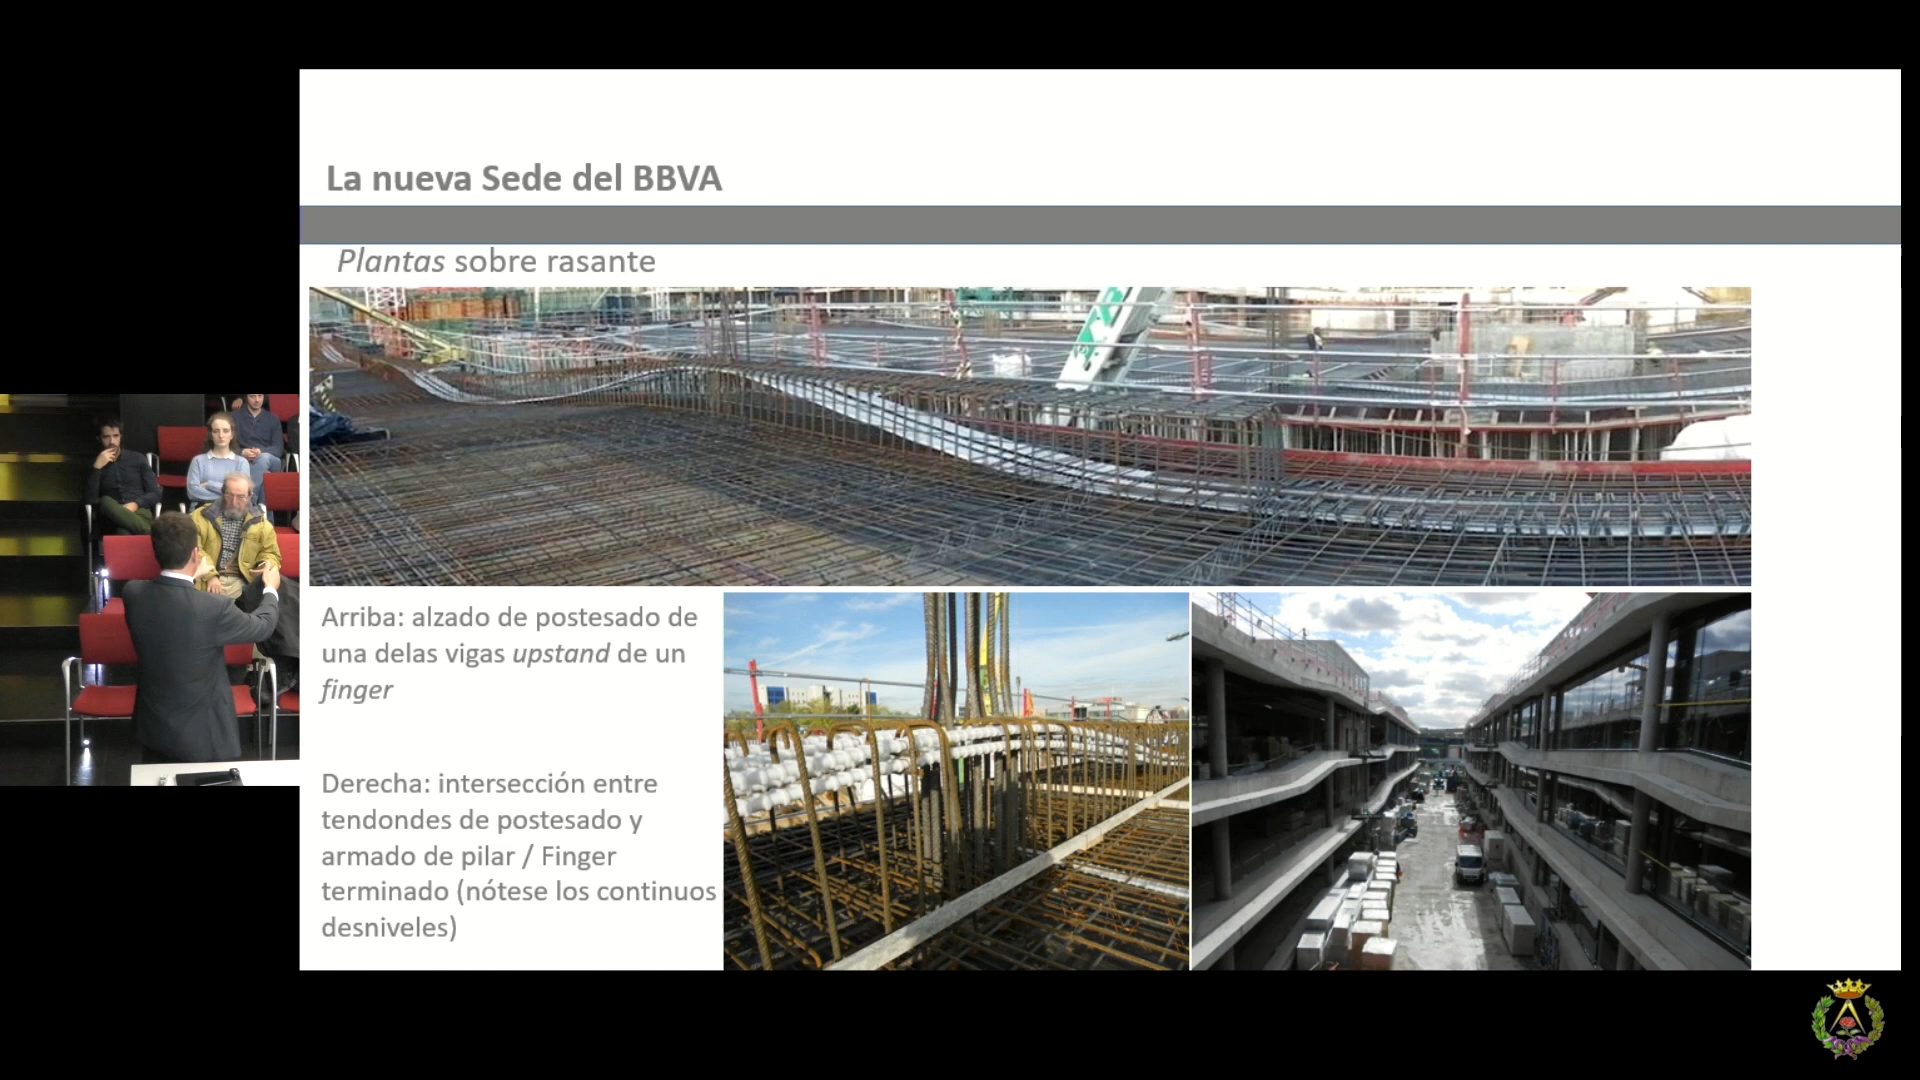 La nueva Sede del BBVA
Plantas sobre rasante
Arriba: alzado de postesado de
una delas vigas upstand de un
finger
Derecha: intersección entre
tendondes de postesado y
armado de pilar / Finger
terminado (nótese los continuos
desniveles)